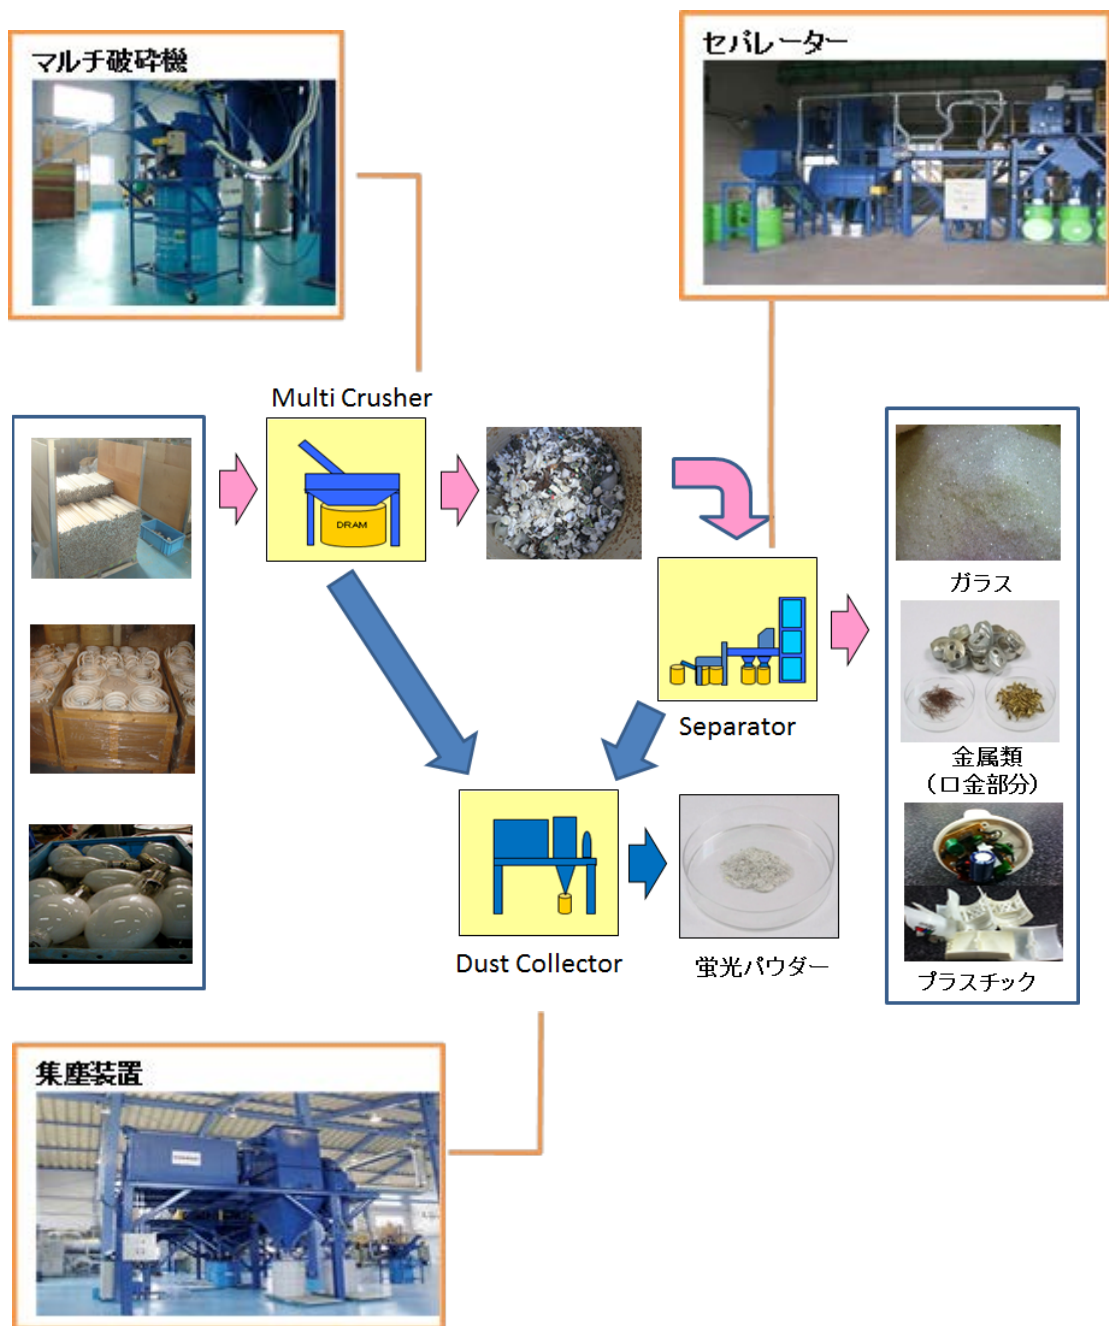 マルチ破砕機
セパレーター
Multi Crusher
DRAM
ガラス
Separator
金属類
（口金部分）
Dust Collector
蛍光パウダー
プラスチック
集塵装置